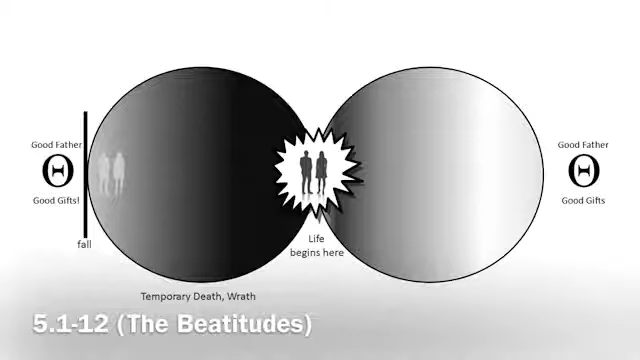 Good Father
Θ
Good Gifts!
fall
Life
begins here
Good Father
Θ
Good Gifts
Temporary Death, Wrath
5.1-12 (The Beatitudes)